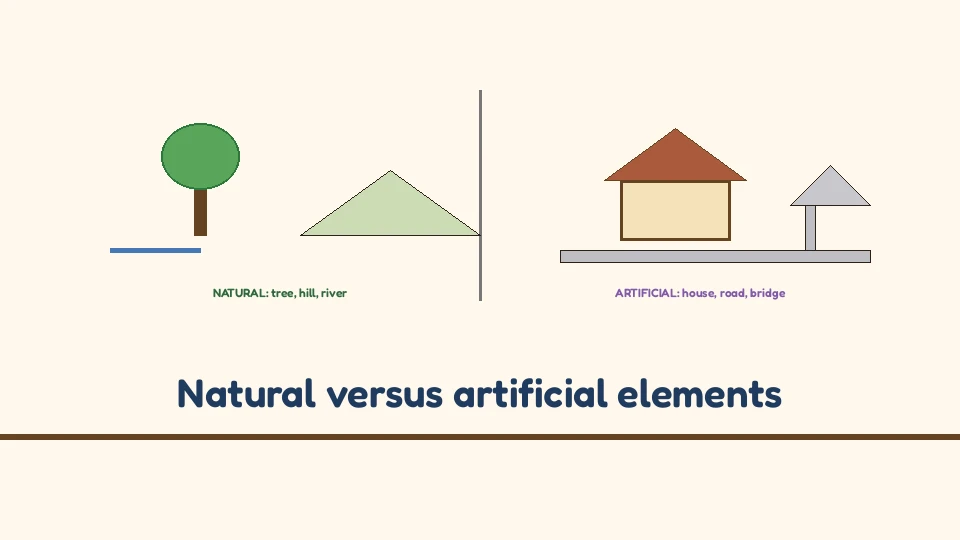 NATURAL: tree, hill, river
ARTIFICIAL: house, road, bridge
Natural versus artificial elements